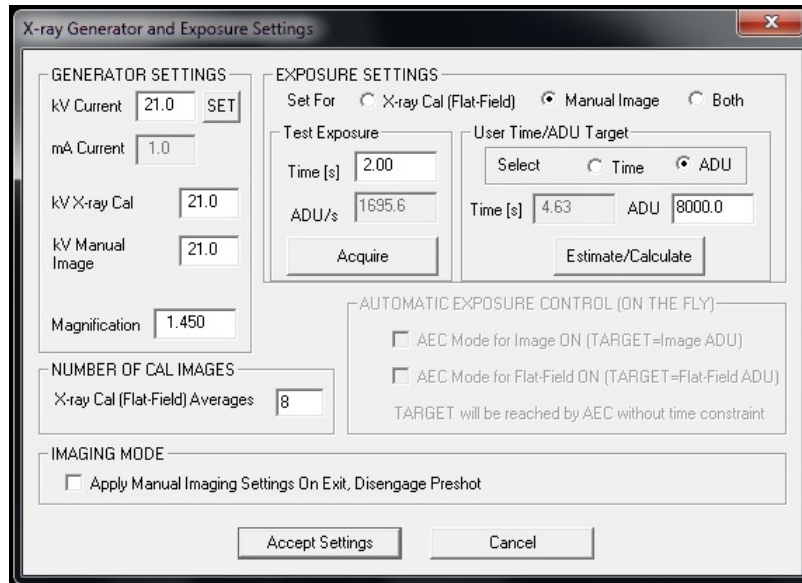 X-ray Generator and Exposure Settings
GENERATOR SETTINGS
kV Current 21.0 SET
mA Current 1.0
kV X-ray Cal 21.0
kV Manual
Image 21.0
Magnification 1.450
EXPOSURE SETTINGS
Set For X-ray Cal (Flat-Field) Manual Image Both
Test Exposure
Time [s] 2.00
ADU/s 1695.6
Acquire
User Time/ADU Target
Select Time ADU
Time [s] 4.63 ADU 8000.0
Estimate/Calculate
AUTOMATIC EXPOSURE CONTROL (ON THE FLY)
AEC Mode for Image ON (TARGET=Image ADU)
AEC Mode for Flat-Field ON (TARGET=Flat-Field ADU)
TARGET will be reached by AEC without time constraint
NUMBER OF CAL IMAGES
X-ray Cal (Flat-Field) Averages 8
IMAGING MODE
Apply Manual Imaging Settings On Exit, Disengage Preshot
Accept Settings Cancel